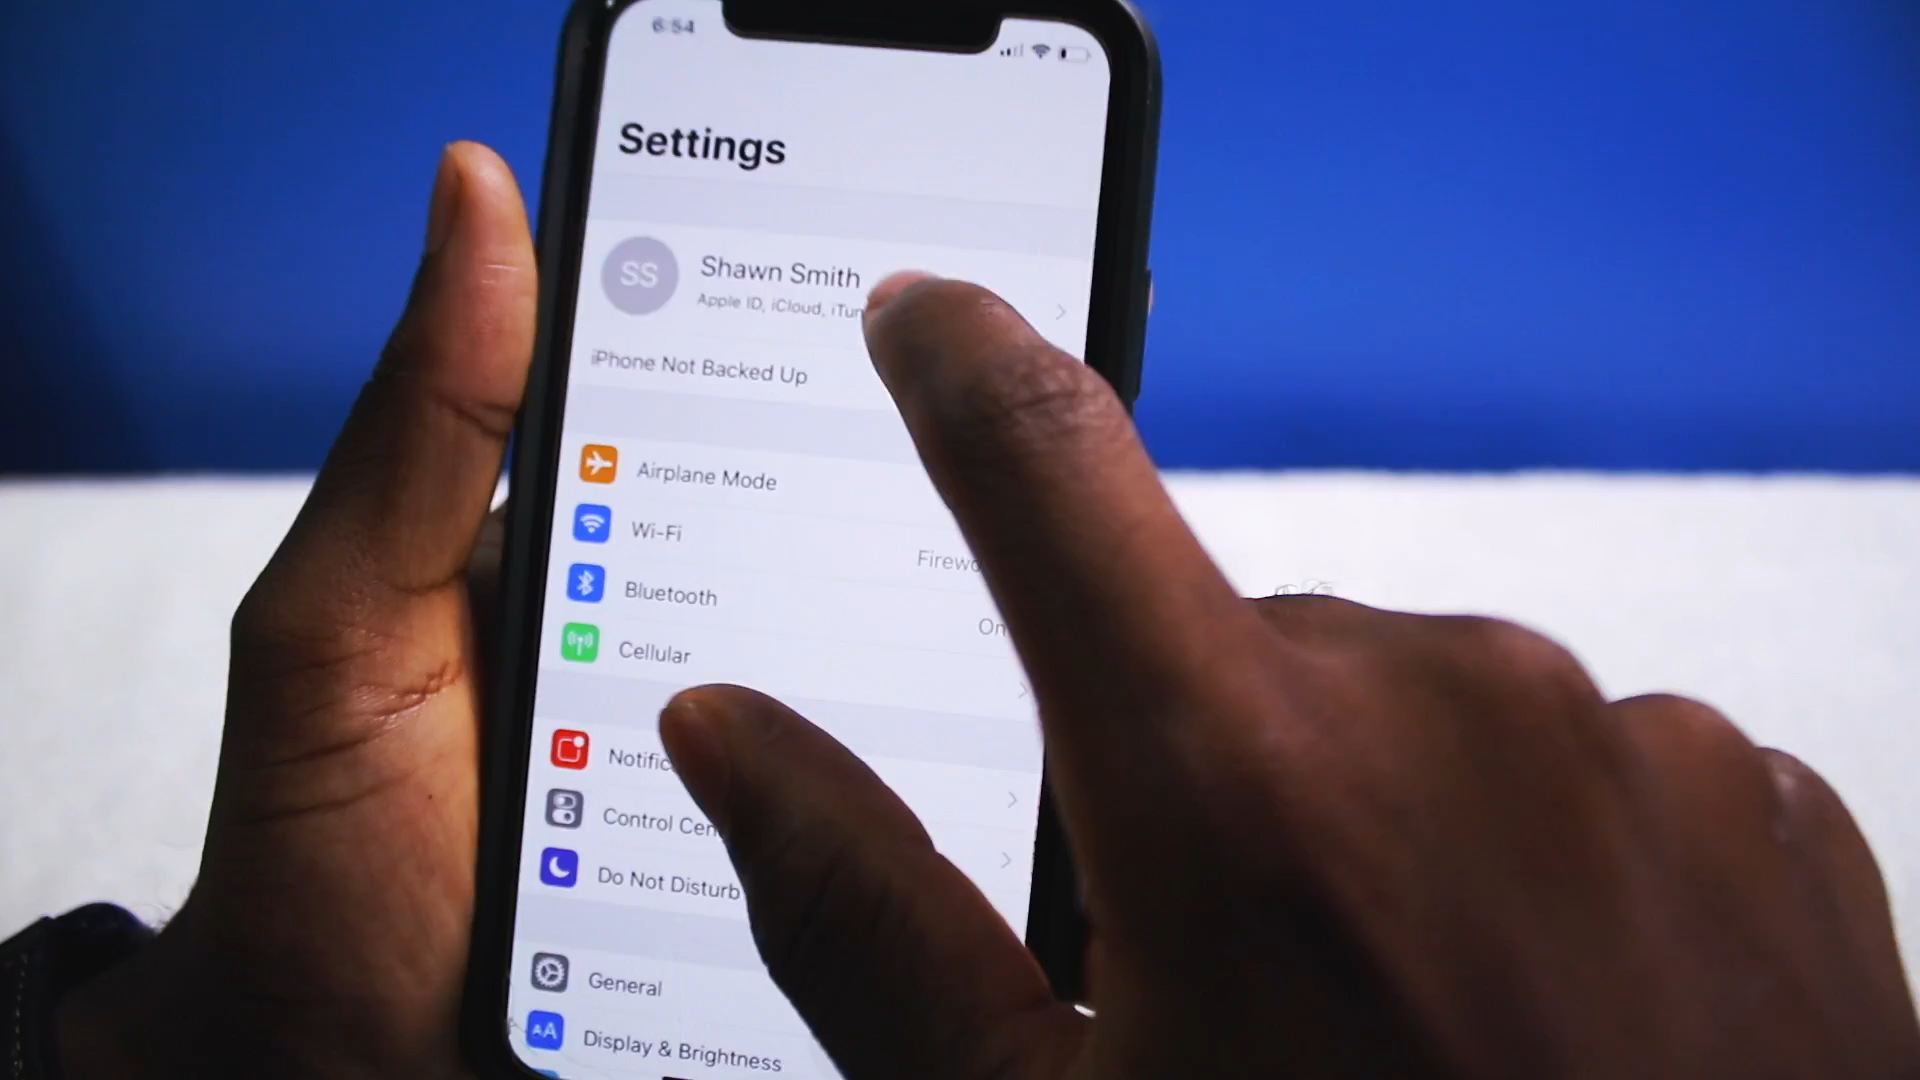 6:54
Settings
SS
Shawn Smith
Apple ID, iCloud, iTun
iPhone Not Backed Up
Airplane Mode
Wi-Fi
Firewo
Bluetooth
On
Cellular
Notific
Control Cen
Do Not Disturb
General
AA
Display & Brightness